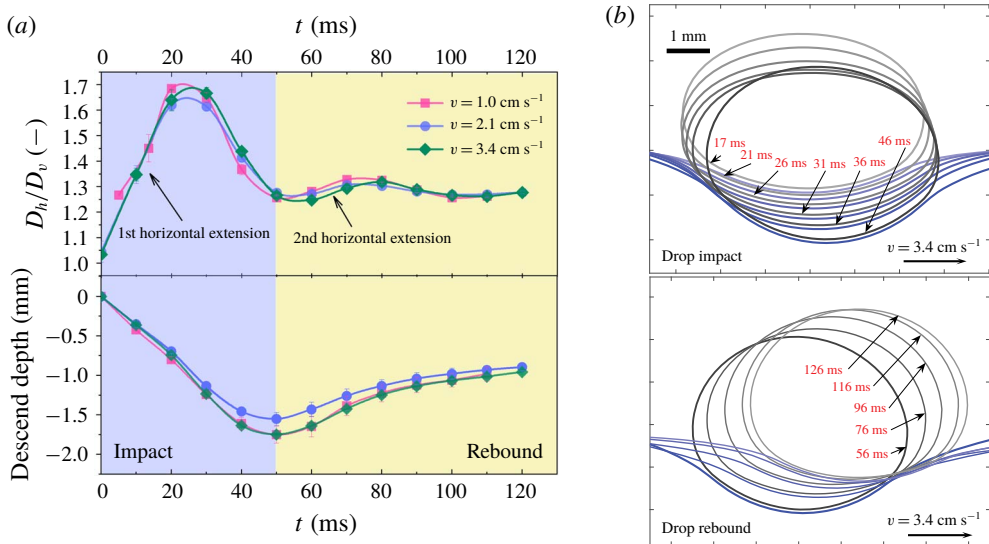 (a)
t (ms)
0 20 40 60 80 100 120
1.7
1.6
1.5
1.4
1.3
1.2
1.1
1.0
D_h/D_v (–)
v = 1.0 cm s⁻¹
v = 2.1 cm s⁻¹
v = 3.4 cm s⁻¹
1st horizontal extension
2nd horizontal extension
0
−0.5
−1.0
−1.5
−2.0
Descend depth (mm)
Impact
Rebound
0 20 40 60 80 100 120
t (ms)
(b)
1 mm
17 ms
21 ms
26 ms
31 ms
36 ms
46 ms
Drop impact
v = 3.4 cm s⁻¹
126 ms
116 ms
96 ms
76 ms
56 ms
Drop rebound
v = 3.4 cm s⁻¹